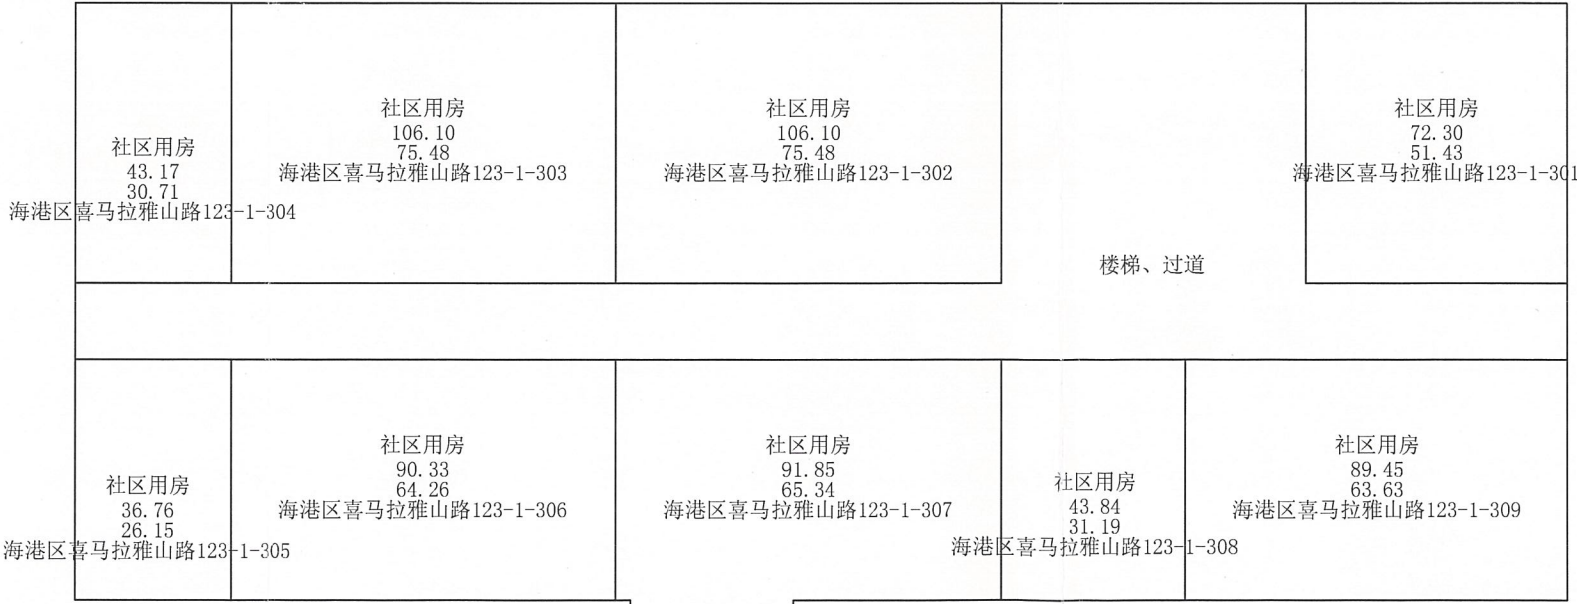 社区用房
43.17
30.71
海港区喜马拉雅山路123-1-304
社区用房
106.10
75.48
海港区喜马拉雅山路123-1-303
社区用房
106.10
75.48
海港区喜马拉雅山路123-1-302
楼梯、过道
社区用房
72.30
51.43
海港区喜马拉雅山路123-1-301
社区用房
36.76
26.15
海港区喜马拉雅山路123-1-305
社区用房
90.33
64.26
海港区喜马拉雅山路123-1-306
社区用房
91.85
65.34
海港区喜马拉雅山路123-1-307
社区用房
43.84
31.19
海港区喜马拉雅山路123-1-308
社区用房
89.45
63.63
海港区喜马拉雅山路123-1-309